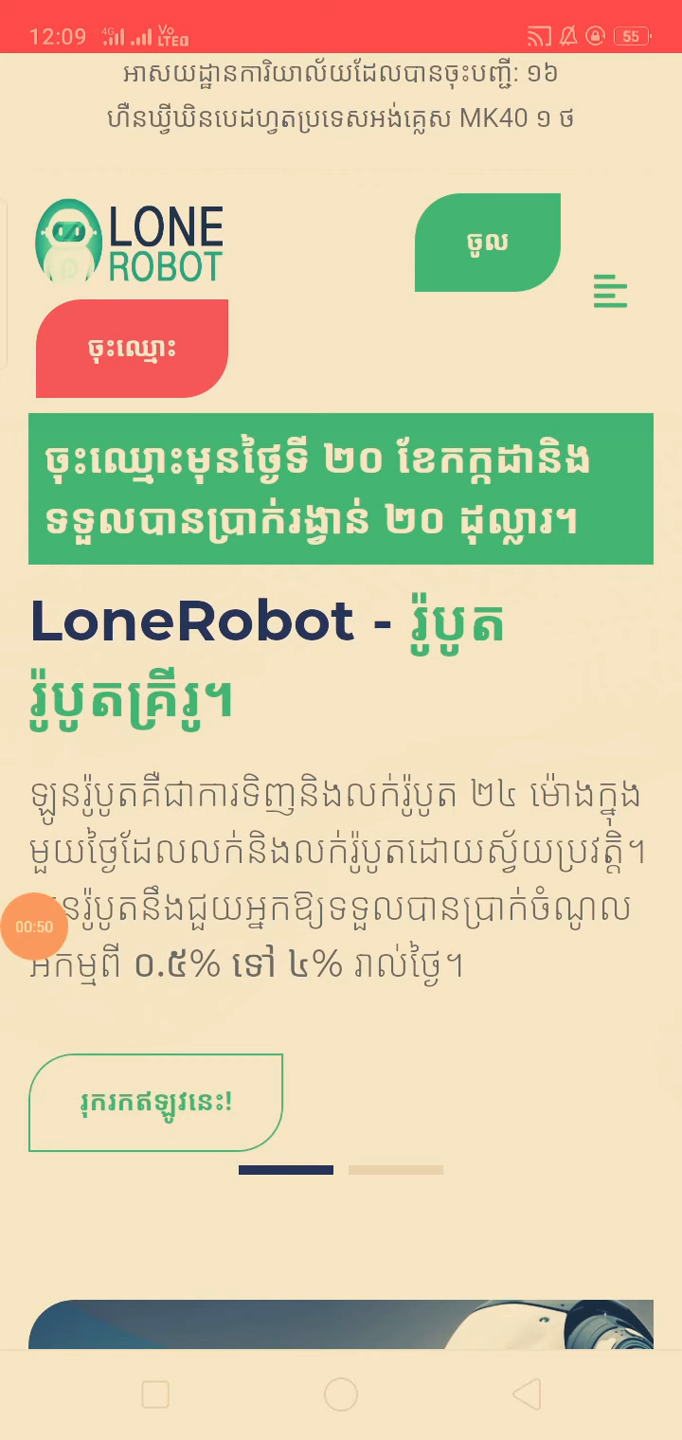 12:09 4G Vo LTE 55
អាសយដ្ឋានការិយាល័យដែលបានចុះបញ្ជី: ១៦
ហឺនឃ្វីឃិនបេដហ្វតប្រទេសអង់គ្លេស MK40 ១ ថ
LONE
ROBOT
ចូល
ចុះឈ្មោះ
ចុះឈ្មោះមុនថ្ងៃទី ២០ ខែកក្កដានិង
ទទួលបានប្រាក់រង្វាន់ ២០ ដុល្លារ។
LoneRobot - រ៉ូបូត
រ៉ូបូតគ្រីរូ។
ឡូនរ៉ូបូតគឺជាការទិញនិងលក់រ៉ូបូត ២៤ ម៉ោងក្នុង
មួយថ្ងៃដែលលក់និងលក់រ៉ូបូតដោយស្វ័យប្រវត្តិ។
នរ៉ូបូតនឹងជួយអ្នកឱ្យទទួលបានប្រាក់ចំណូល
00:50
អកម្មពី ០.៥% ទៅ ៤% រាល់ថ្ងៃ។
រុករកឥឡូវនេះ!